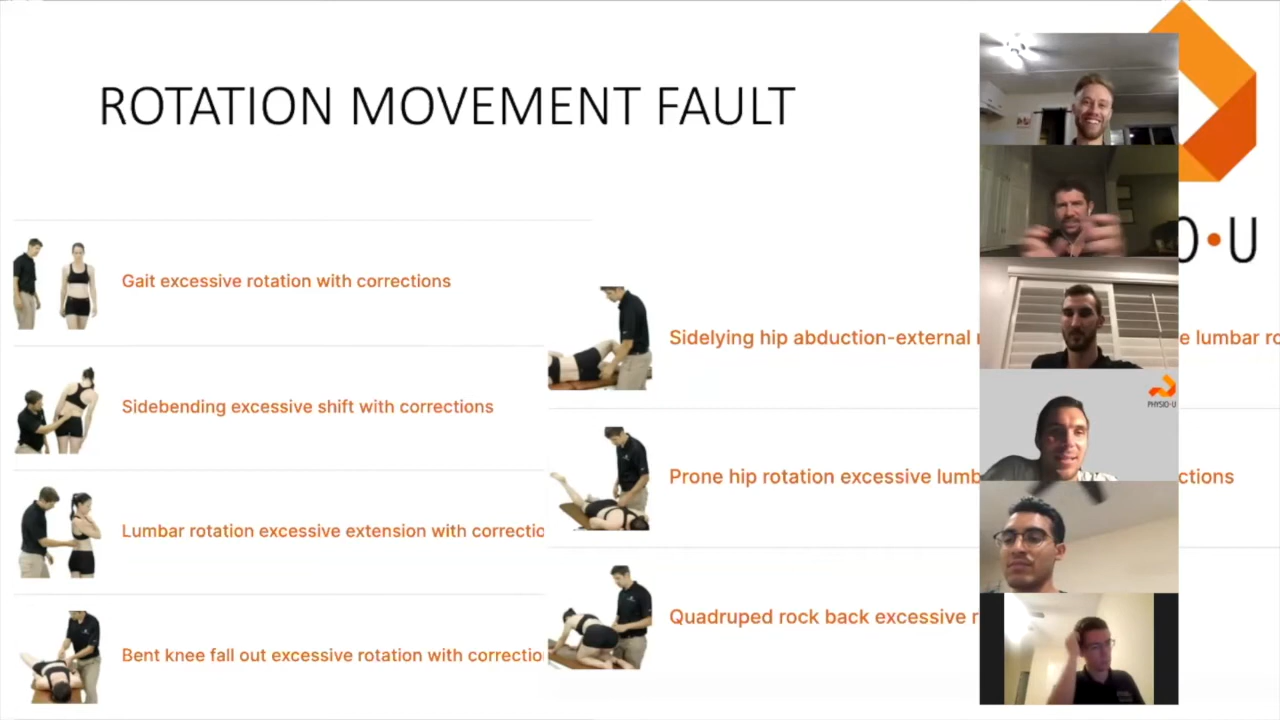 ROTATION MOVEMENT FAULT
Gait excessive rotation with corrections
Sidebending excessive shift with corrections
Lumbar rotation excessive extension with correctio
Bent knee fall out excessive rotation with correctio
Sidelying hip abduction-external
e lumbar ro
Prone hip rotation excessive lumb
ctions
Quadruped rock back excessive r
O•U
PHYSIO•U